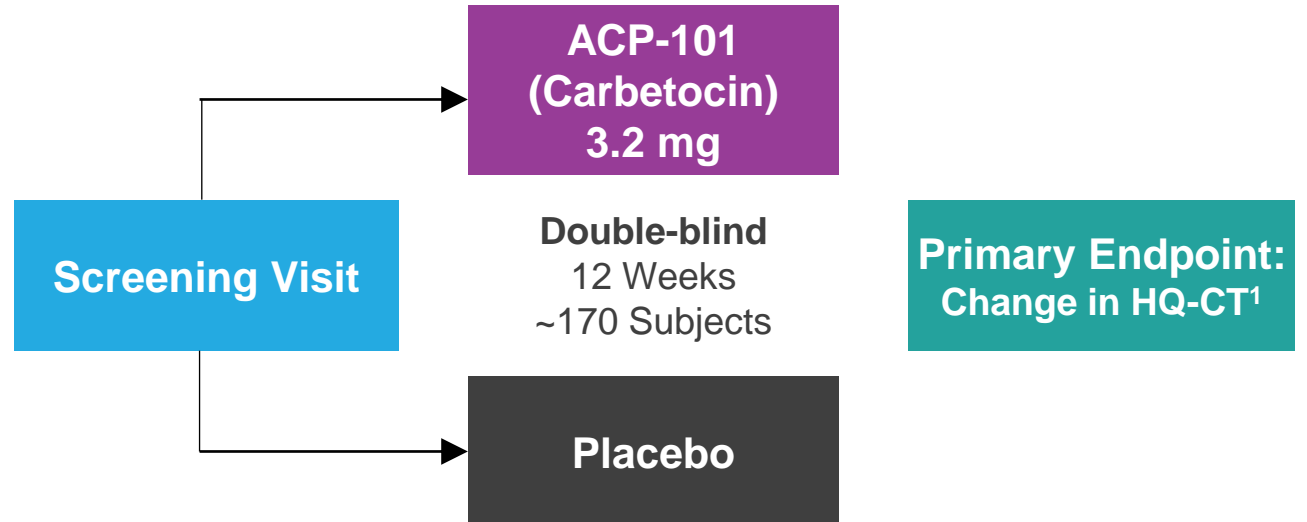 ACP-101
(Carbetocin)
3.2 mg
Screening Visit
Double-blind
12 Weeks
~170 Subjects
Primary Endpoint:
Change in HQ-CT¹
Placebo